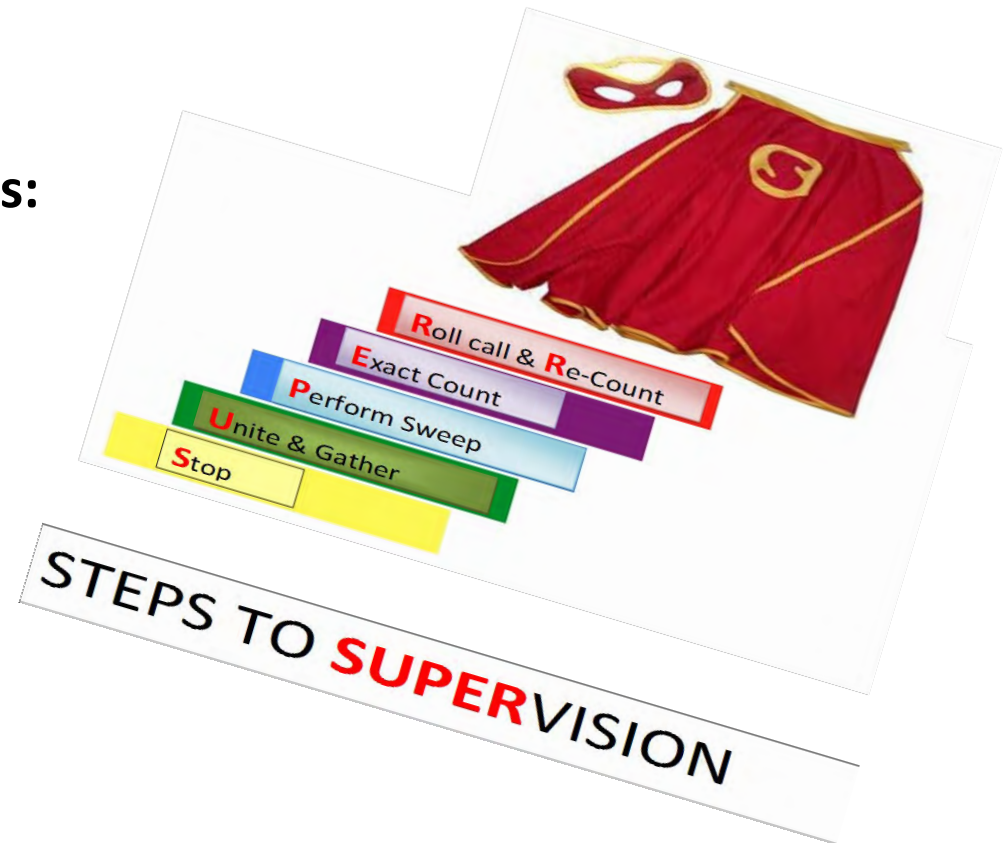 s:
S
Roll call & Re-Count
Exact Count
Perform Sweep
Unite & Gather
Stop
STEPS TO SUPERVISION